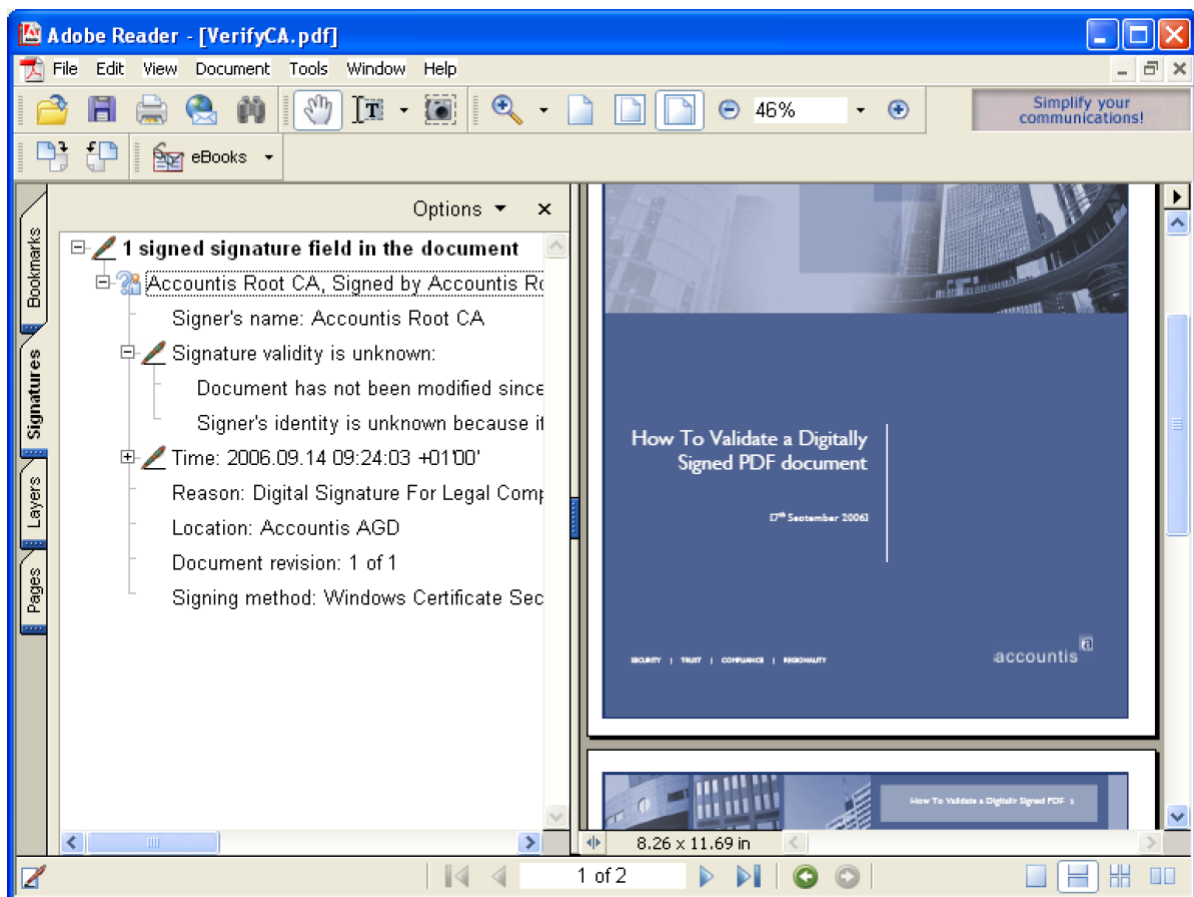 Adobe Reader - [VerifyCA.pdf]
File Edit View Document Tools Window Help
46%
Simplify your
communications!
eBooks
Options
Bookmarks
Signatures
Layers
Pages
1 signed signature field in the document
Accountis Root CA, Signed by Accountis Ro
Signer's name: Accountis Root CA
Signature validity is unknown:
Document has not been modified since
Signer's identity is unknown because it
Time: 2006.09.14 09:24:03 +01'00'
Reason: Digital Signature For Legal Comp
Location: Accountis AGD
Document revision: 1 of 1
Signing method: Windows Certificate Sec
How To Validate a Digitally
Signed PDF document
[7th September 2006]
SECURITY | TRUST | COMPLIANCE | REGIONALITY
accountis a
How To Validate a Digitally Signed PDF 1
8.26 x 11.69 in
1 of 2